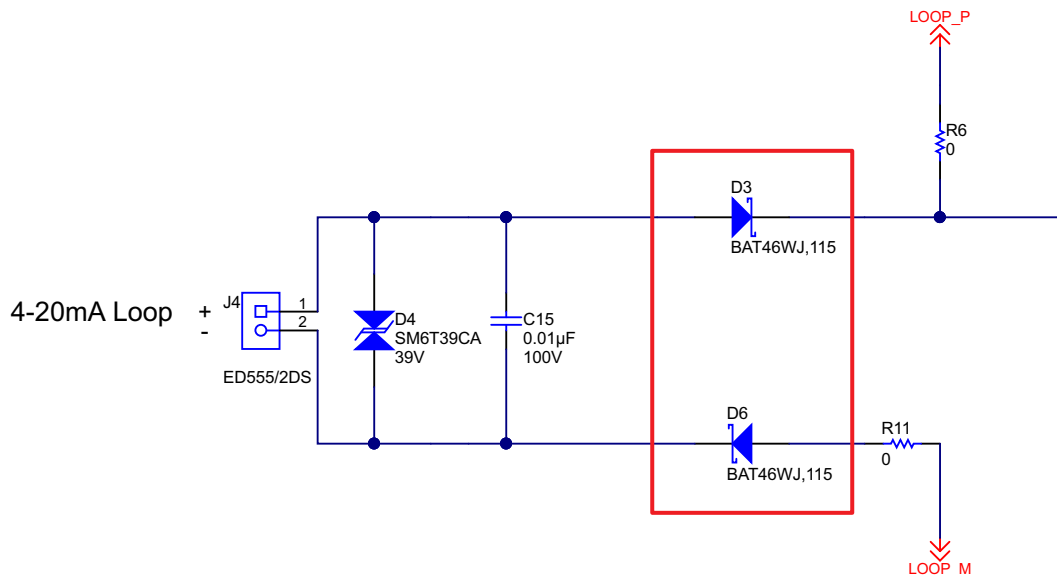 LOOP_P
R6
0
D3
BAT46WJ,115
4-20mA Loop
+
-
J4
1
2
ED555/2DS
D4
SM6T39CA
39V
C15
0.01µF
100V
D6
BAT46WJ,115
R11
0
LOOP_M